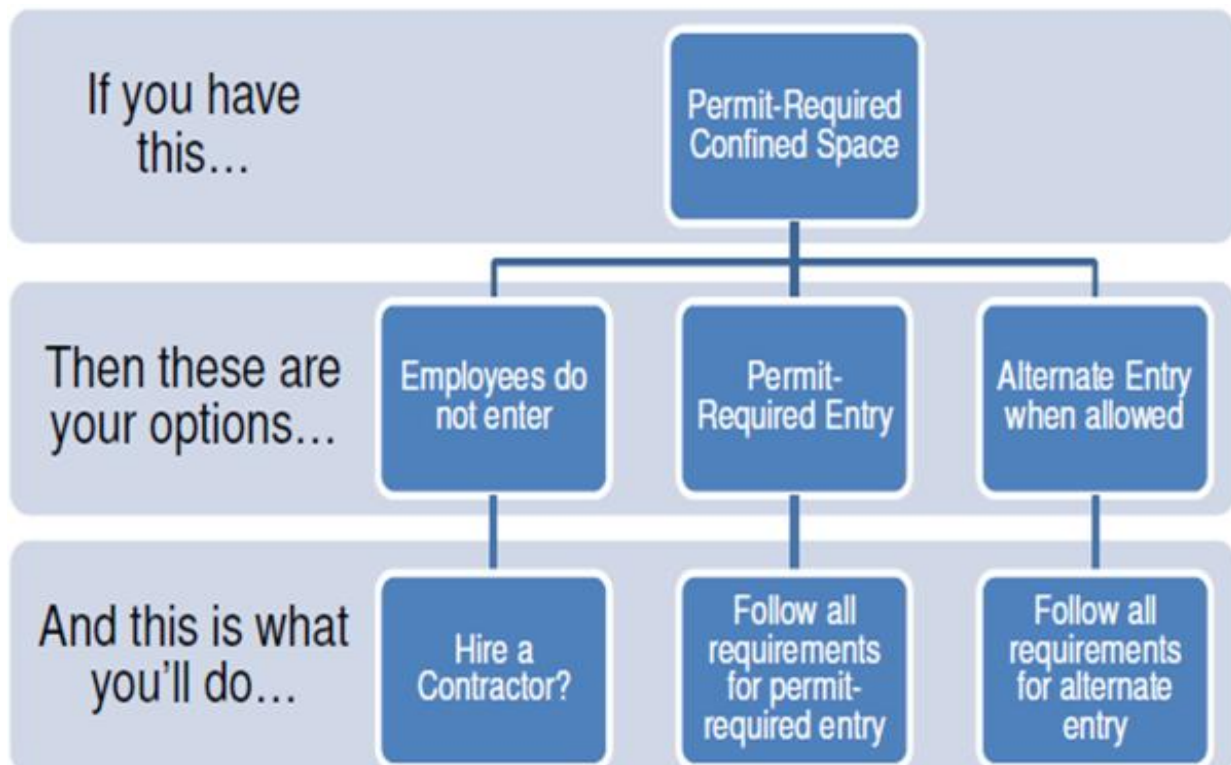 If you have
this…
Permit-Required
Confined Space
Then these are
your options…
Employees do
not enter
Permit-
Required Entry
Alternate Entry
when allowed
And this is what
you'll do…
Hire a
Contractor?
Follow all
requirements
for permit-
required entry
Follow all
requirements
for alternate
entry